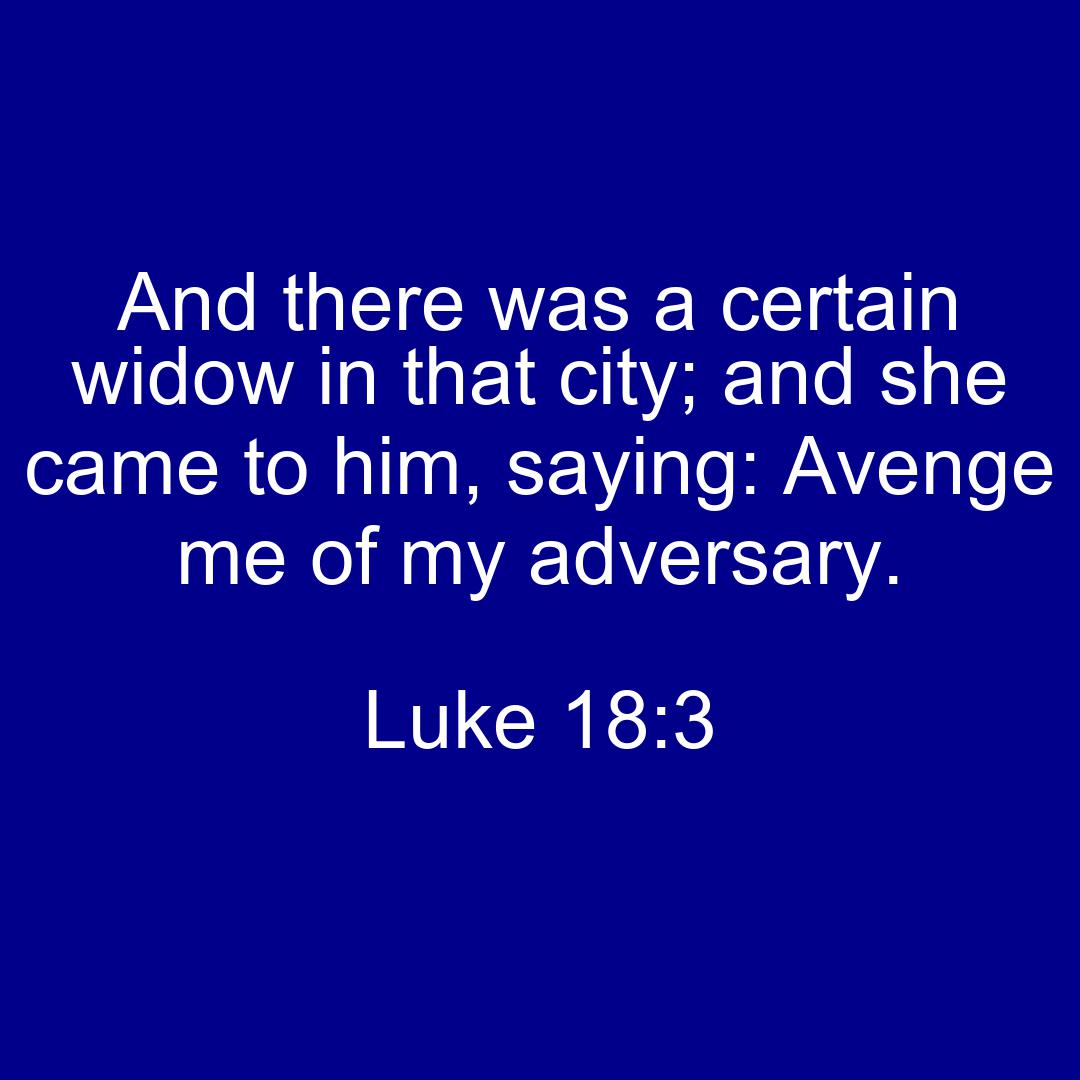 And there was a certain
widow in that city; and she
came to him, saying: Avenge
me of my adversary.
Luke 18:3